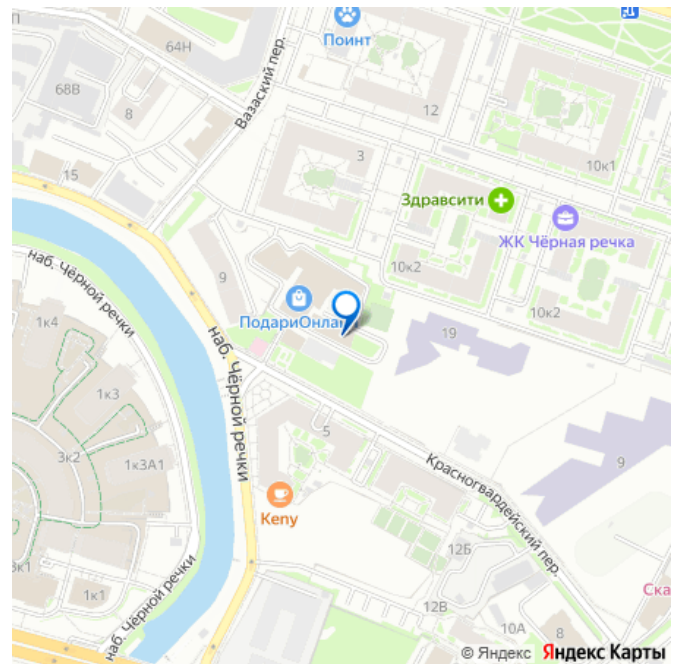 64Н
Поинт
68В
8
Вазаский пер.
12
3
15
10к1
Здравсити
ЖК Чёрная речка
наб. Чёрной речки
9
10к2
10к2
ПодариОнла
1к4
наб. Чёрной речки
19
1к3
3к2
5
1к3А1
Красногвардейский пер.
9
Keny
12Б
3к1
1к1
наб. Чёрной речки
12В
Ска
10А
8
© Яндекс Яндекс Карты